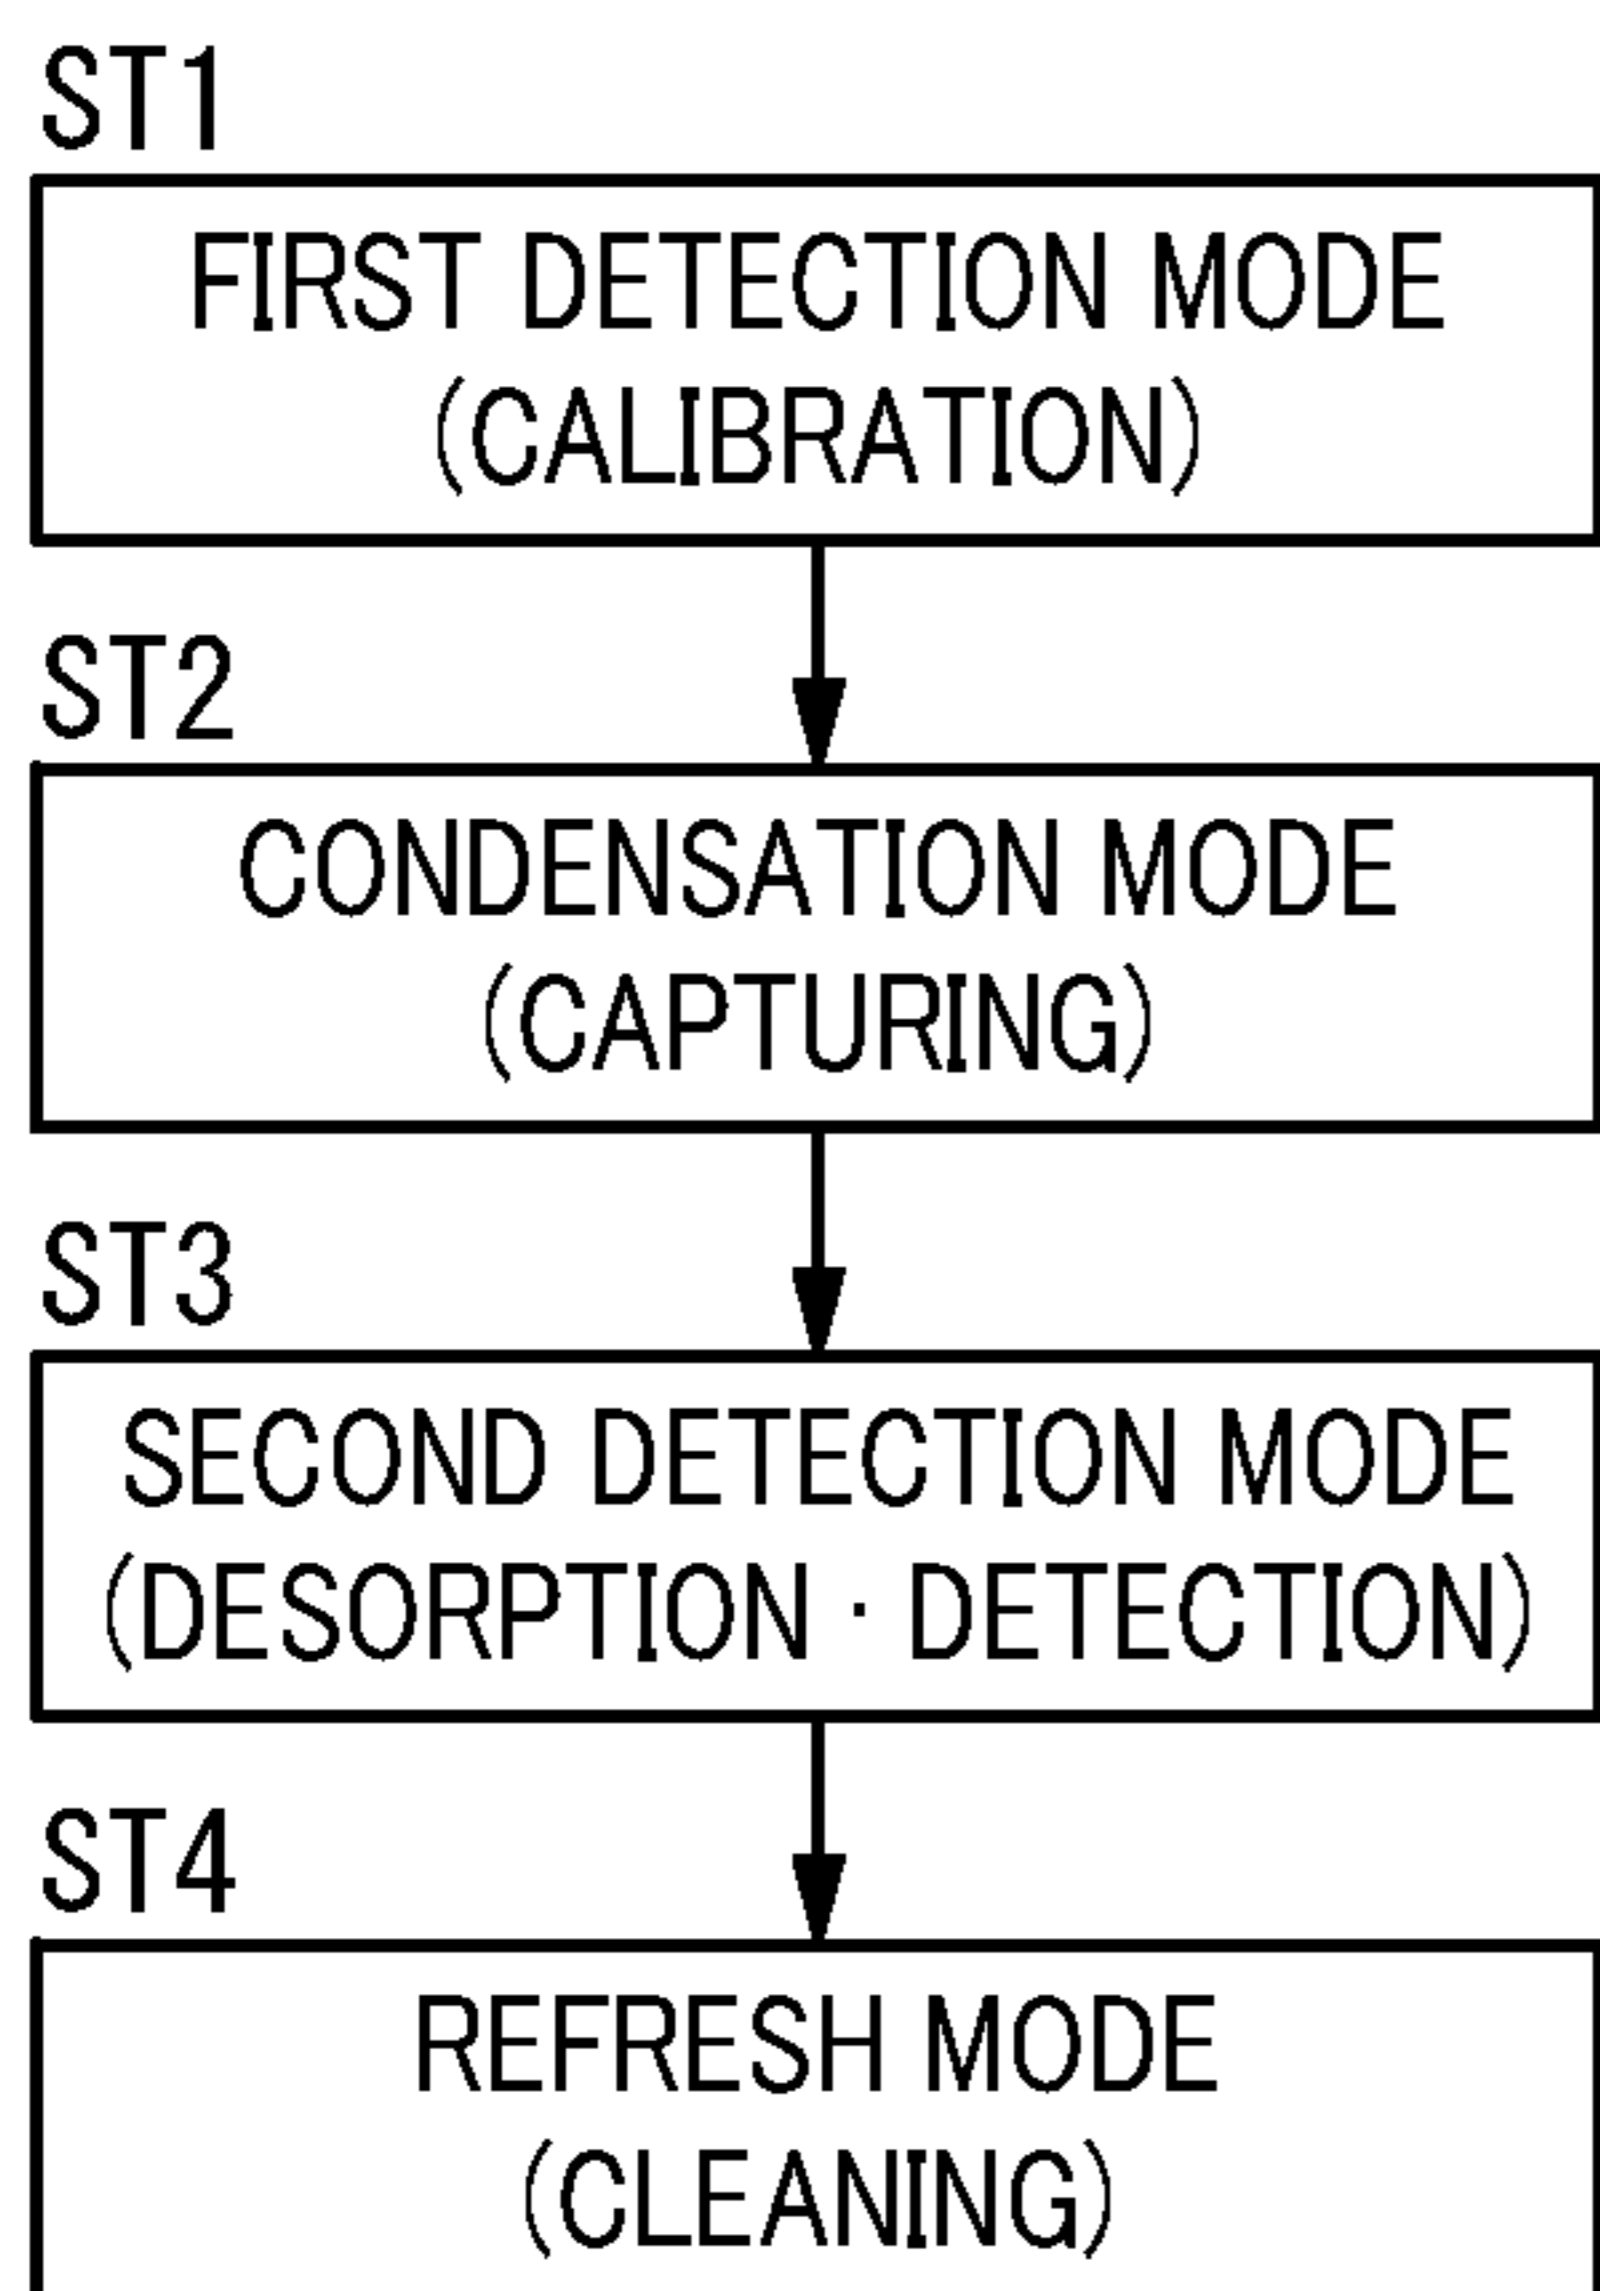 ST1
FIRST DETECTION MODE
(CALIBRATION)
ST2
CONDENSATION MODE
(CAPTURING)
ST3
SECOND DETECTION MODE
(DESORPTION · DETECTION)
ST4
REFRESH MODE
(CLEANING)